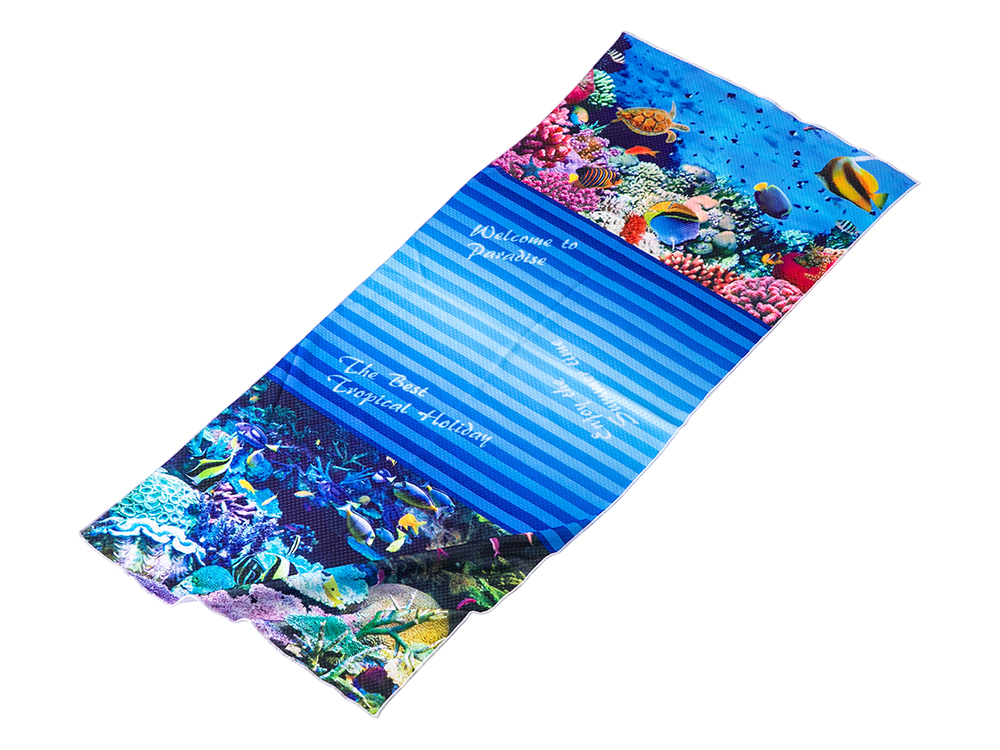 Welcome to
Paradise
Enjoy the
Summer time
The Best
Tropical Holiday